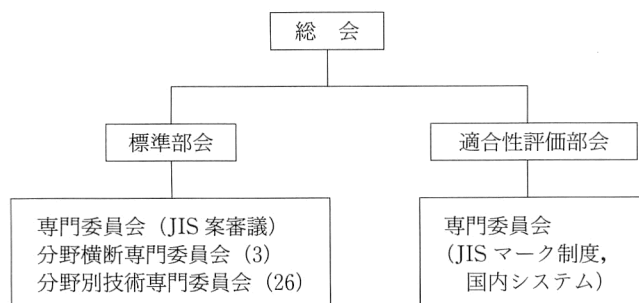 総 会
標準部会
適合性評価部会
専門委員会（JIS 案審議）
分野横断専門委員会（3）
分野別技術専門委員会（26）
専門委員会
（JIS マーク制度，
国内システム）